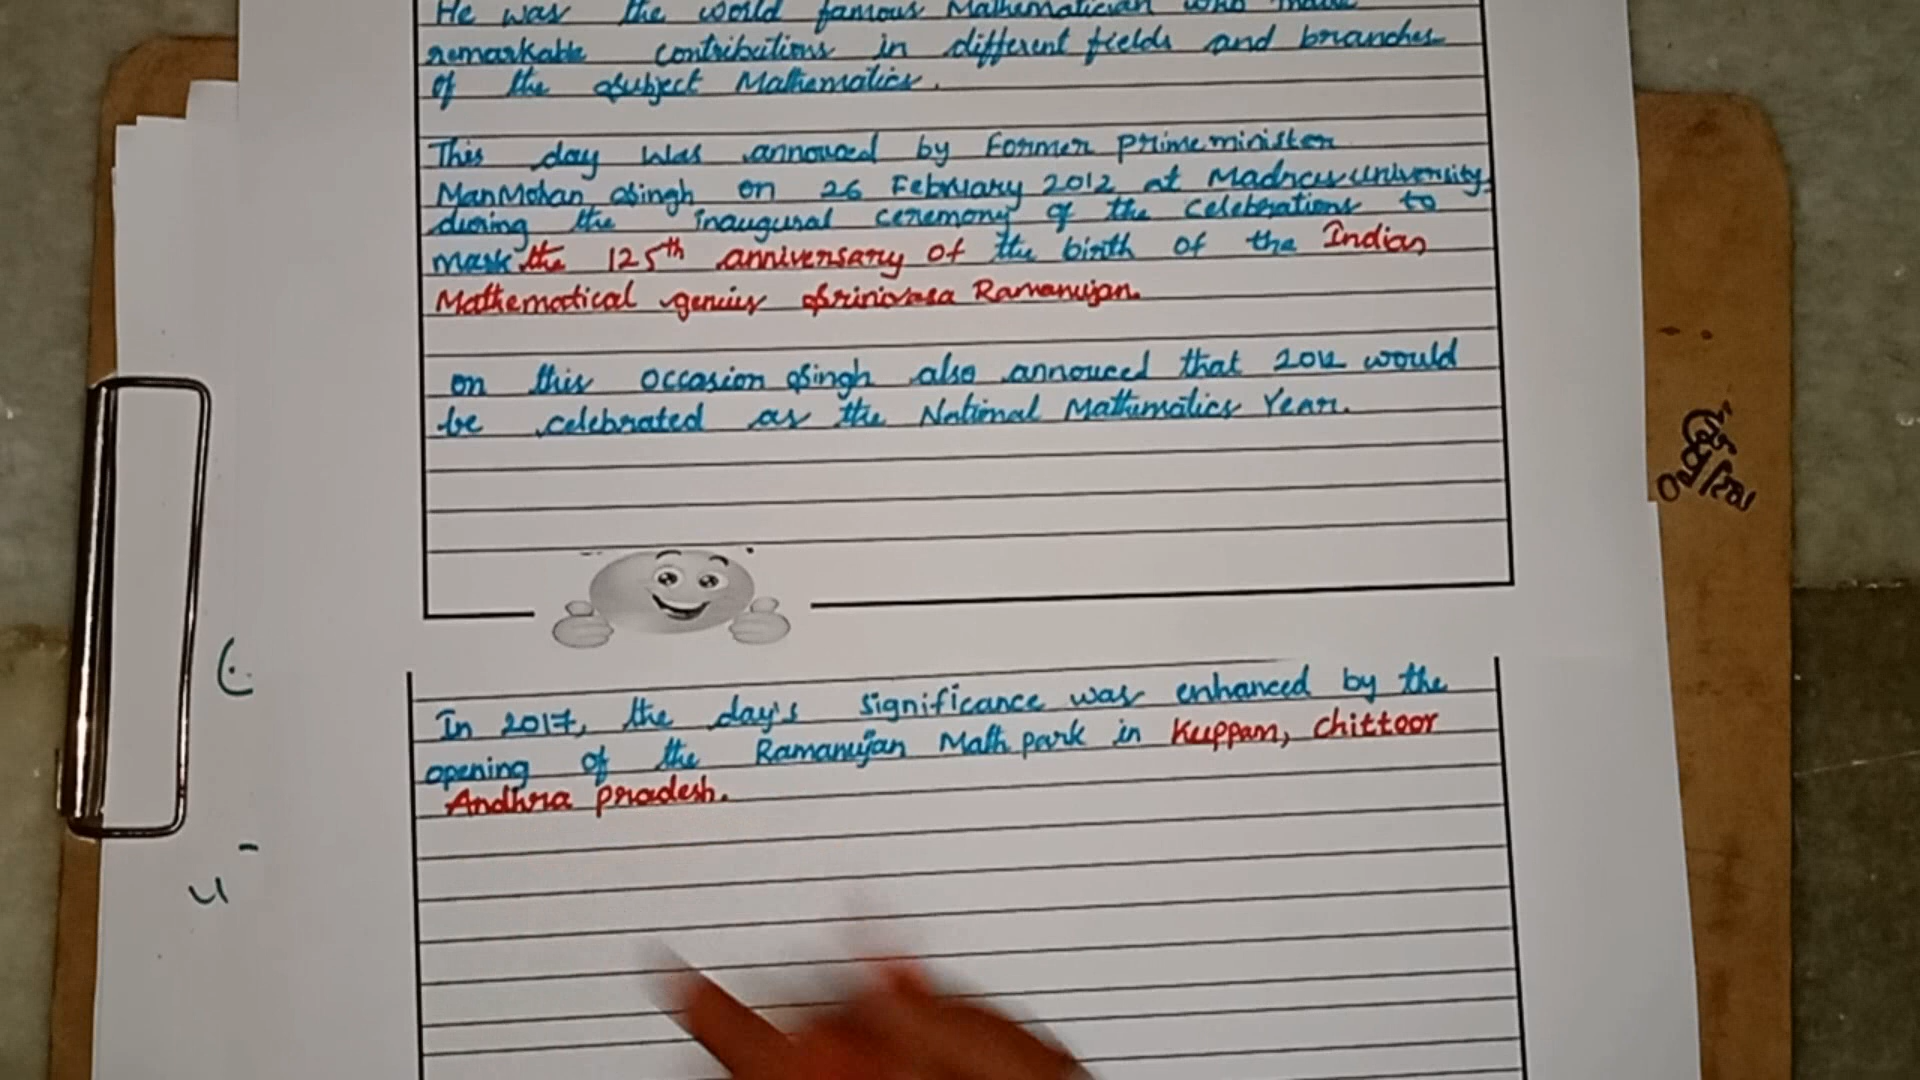 He was the world famous Mathematician who made
remarkable contributions in different fields and branches
of the subject Mathematics.
This day was annouced by Former Prime minister
ManMohan Singh on 26 February 2012 at Madras university,
during the inaugural ceremony of the celebrations to
mark the 125th anniversary of the birth of the Indian
Mathematical genius Srinivasa Ramanujan.
on this occasion Singh also annouced that 2012 would
be celebrated as the National Mathematics Year.
In 2017, the day's significance was enhanced by the
opening of the Ramanujan Math park in Kuppam, Chittoor
Andhra pradesh.